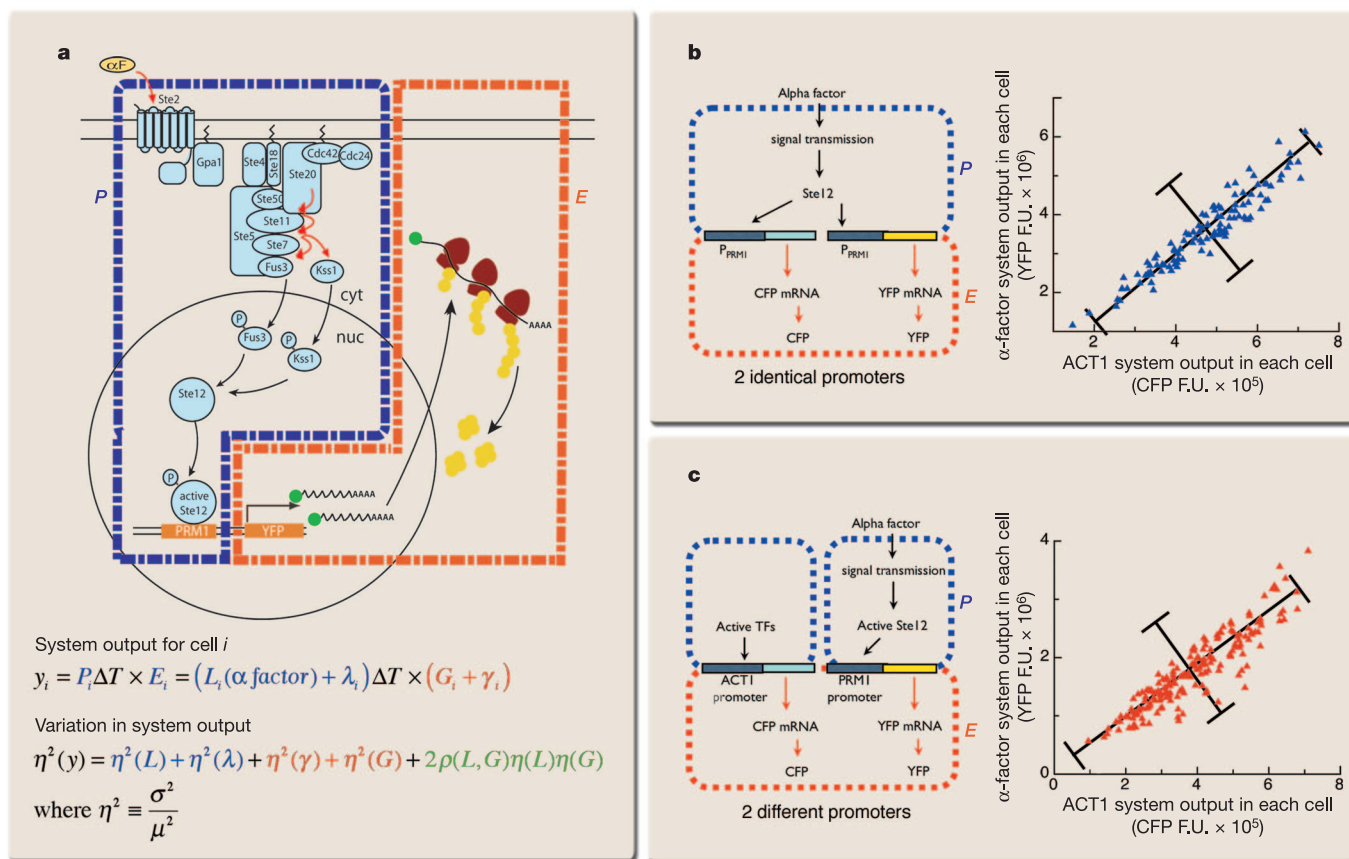 a
αF
Ste2
Gpa1
Ste4
Ste18
Cdc42
Cdc24
Ste20
P
E
Ste50
Ste11
Ste5
Ste7
Fus3
Kss1
cyt
nuc
P
Fus3
P
Kss1
AAAA
Ste12
P
active
Ste12
PRM1
YFP
AAAA
AAAA
System output for cell i
yᵢ = PᵢΔT × Eᵢ = (Lᵢ(α factor) + λᵢ)ΔT × (Gᵢ + γᵢ)
Variation in system output
η²(y) = η²(L) + η²(λ) + η²(γ) + η²(G) + 2ρ(L, G)η(L)η(G)
where η² ≡ σ²/μ²
b
Alpha factor
signal transmission
Ste12
P
P_PRM1
P_PRM1
CFP mRNA
YFP mRNA
E
CFP
YFP
2 identical promoters
α-factor system output in each cell
(YFP F.U. × 10⁶)
6
4
2
2 4 6 8
ACT1 system output in each cell
(CFP F.U. × 10⁵)
c
Alpha factor
signal transmission
P
Active TFs
Active Ste12
ACT1
promoter
PRM1
promoter
CFP mRNA
YFP mRNA
E
CFP
YFP
2 different promoters
α-factor system output in each cell
(YFP F.U. × 10⁶)
4
2
0
0 2 4 6 8
ACT1 system output in each cell
(CFP F.U. × 10⁵)